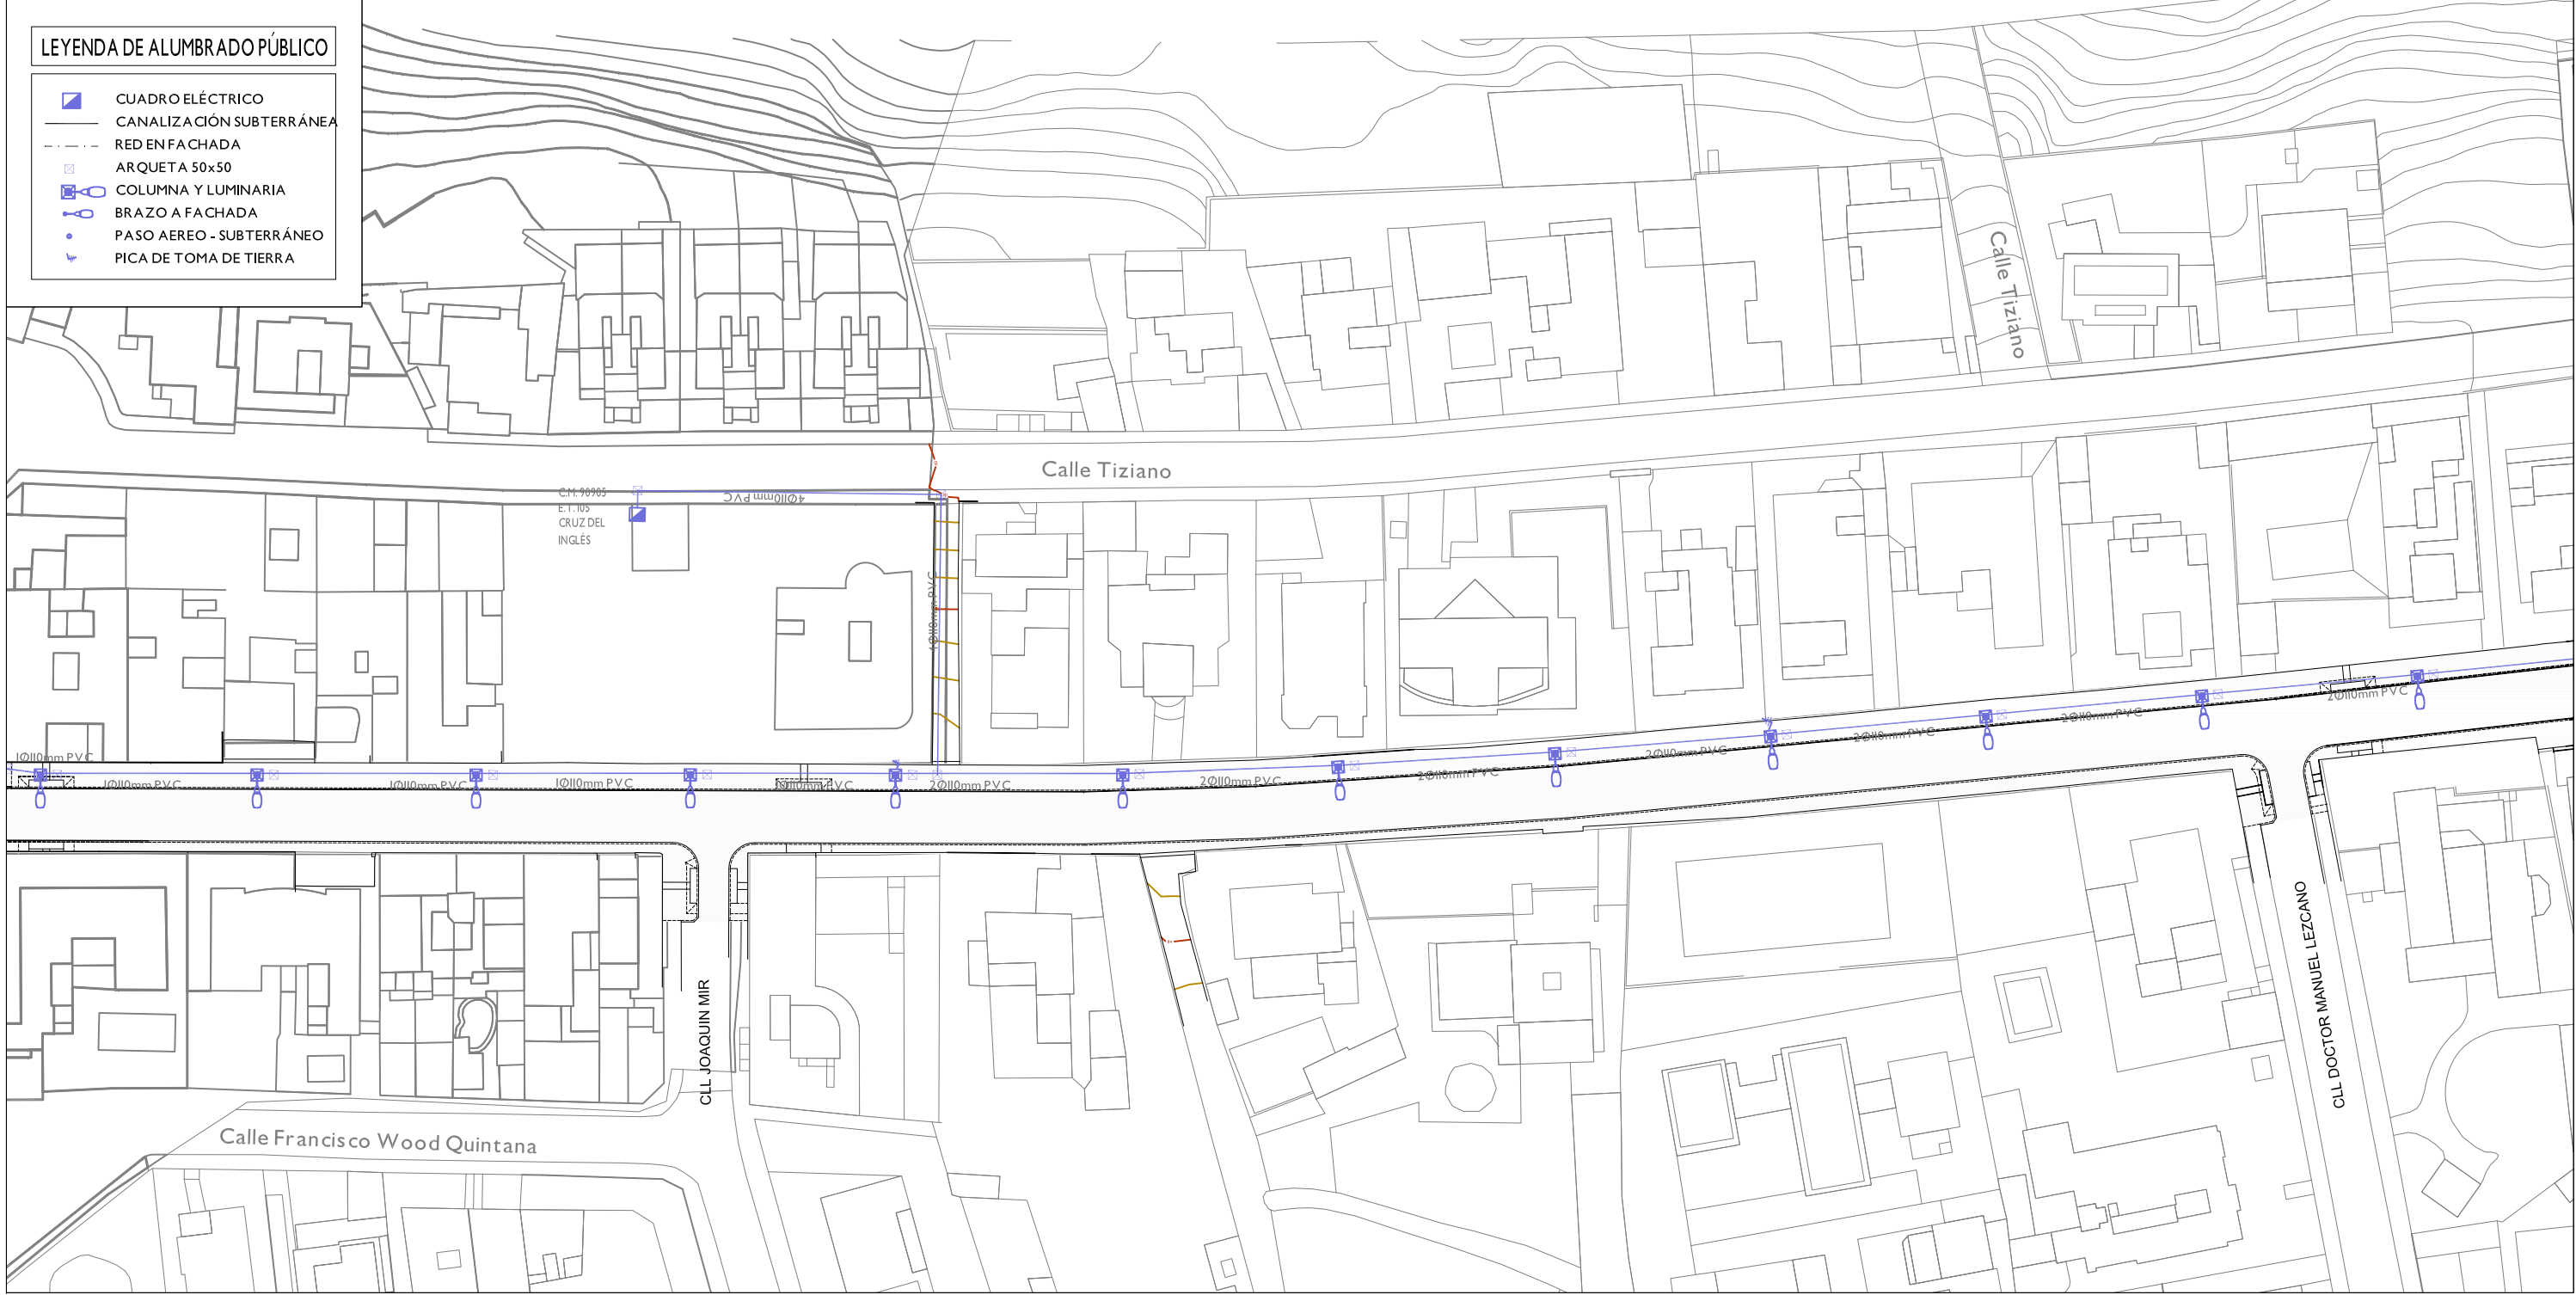 LEYENDA DE ALUMBRADO PÚBLICO
CUADRO ELÉCTRICO
CANALIZACIÓN SUBTERRÁNEA
RED EN FACHADA
ARQUETA 50x50
COLUMNA Y LUMINARIA
BRAZO A FACHADA
PASO AEREO - SUBTERRÁNEO
PICA DE TOMA DE TIERRA
Calle Tiziano
Calle Tiziano
C.M. 90905
E.T. 105
CRUZ DEL
INGLÉS
4Ø110mm PVC
4Ø110mm PVC
1Ø110mm PVC
1Ø110mm PVC
1Ø110mm PVC
1Ø110mm PVC
2Ø110mm PVC
2Ø110mm PVC
2Ø110mm PVC
2Ø110mm PVC
2Ø110mm PVC
2Ø110mm PVC
2Ø110mm PVC
CLL JOAQUIN MIR
CLL DOCTOR MANUEL LEZCANO
Calle Francisco Wood Quintana